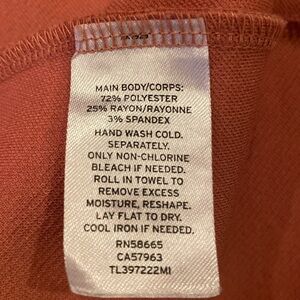 MAIN BODY/CORPS:
72% POLYESTER
25% RAYON/RAYONNE
3% SPANDEX
HAND WASH COLD.
SEPARATELY.
ONLY NON-CHLORINE
BLEACH IF NEEDED.
ROLL IN TOWEL TO
REMOVE EXCESS
MOISTURE, RESHAPE.
LAY FLAT TO DRY.
COOL IRON IF NEEDED.
RN58665
CA57963
TL397222M1